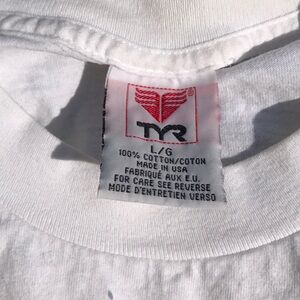 TYR
L/G
100% COTTON/COTON
MADE IN USA
FABRIQUÉ AUX E.U.
FOR CARE SEE REVERSE
MODE D'ENTRETIEN VERSO